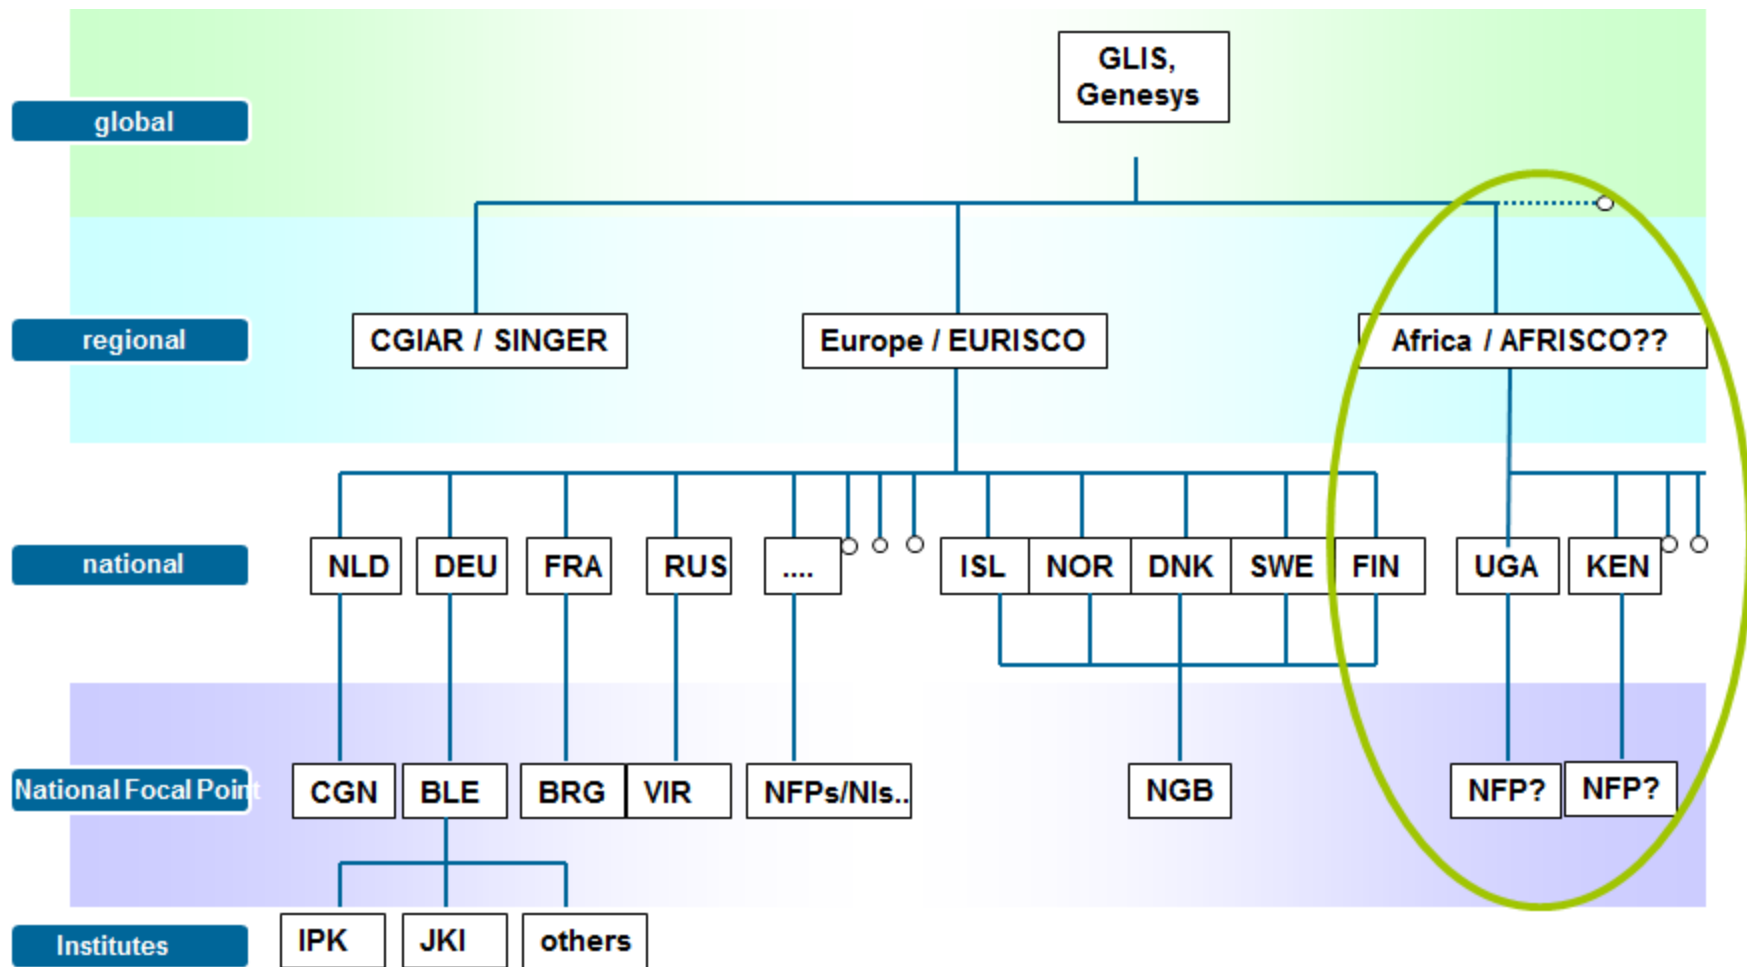 GLIS,
Genesys
global
regional
CGIAR / SINGER
Europe / EURISCO
Africa / AFRISCO??
national
NLD
DEU
FRA
RUS
....
ISL
NOR
DNK
SWE
FIN
UGA
KEN
National Focal Point
CGN
BLE
BRG
VIR
NFPs/NIs..
NGB
NFP?
NFP?
Institutes
IPK
JKI
others